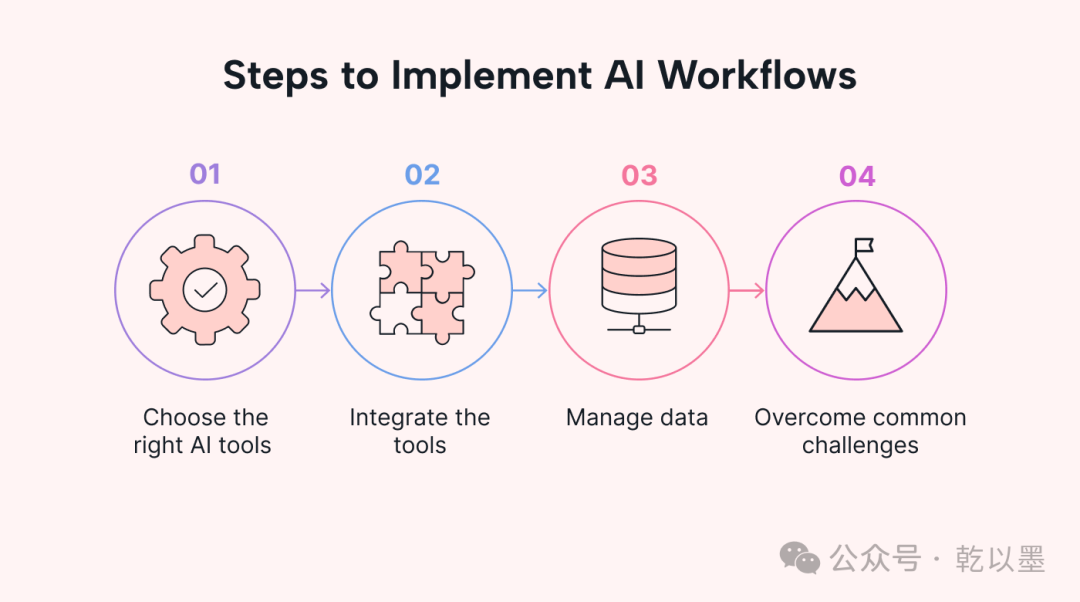 Steps to Implement AI Workflows
01
02
03
04
Choose the
right AI tools
Integrate the
tools
Manage data
Overcome common
challenges
公众号 · 乾以墨